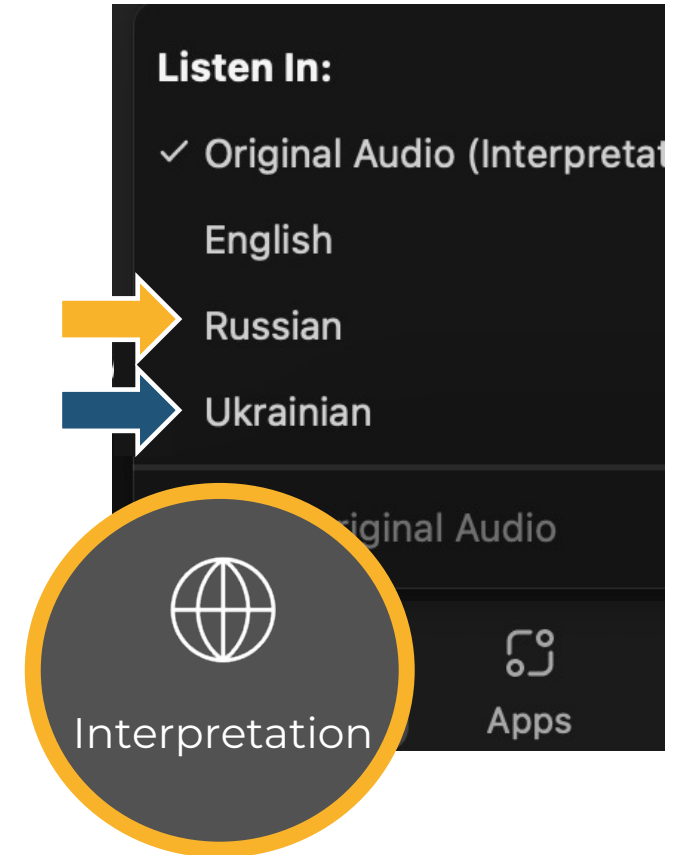 Listen In:
✓ Original Audio (Interpretat
English
Russian
Ukrainian
riginal Audio
Interpretation
Apps